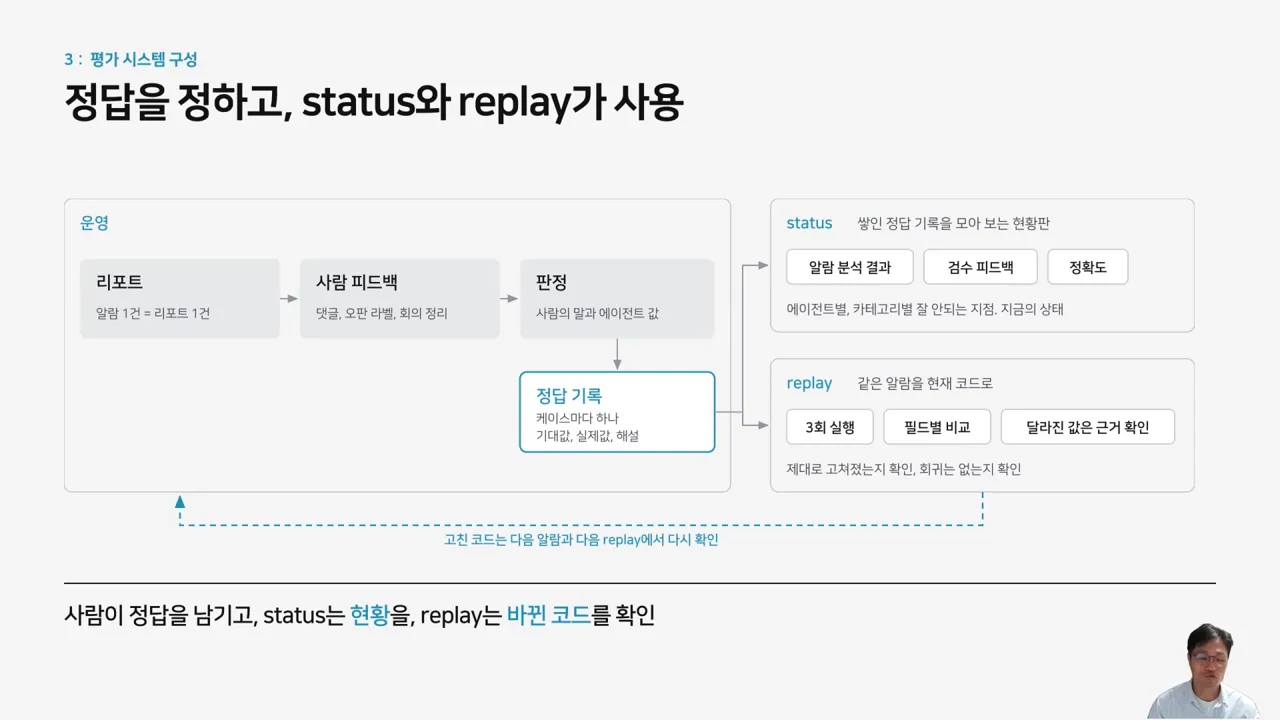 3 : 평가 시스템 구성
정답을 정하고, status와 replay가 사용
운영
리포트
알람 1건 = 리포트 1건
사람 피드백
댓글, 오판 라벨, 회의 정리
판정
사람의 말과 에이전트 값
정답 기록
케이스마다 하나
기대값, 실제값, 해설
status 쌓인 정답 기록을 모아 보는 현황판
알람 분석 결과
검수 피드백
정확도
에이전트별, 카테고리별 잘 안되는 지점. 지금의 상태
replay 같은 알람을 현재 코드로
3회 실행
필드별 비교
달라진 값은 근거 확인
제대로 고쳐졌는지 확인, 회귀는 없는지 확인
고친 코드는 다음 알람과 다음 replay에서 다시 확인
사람이 정답을 남기고, status는 현황을, replay는 바뀐 코드를 확인